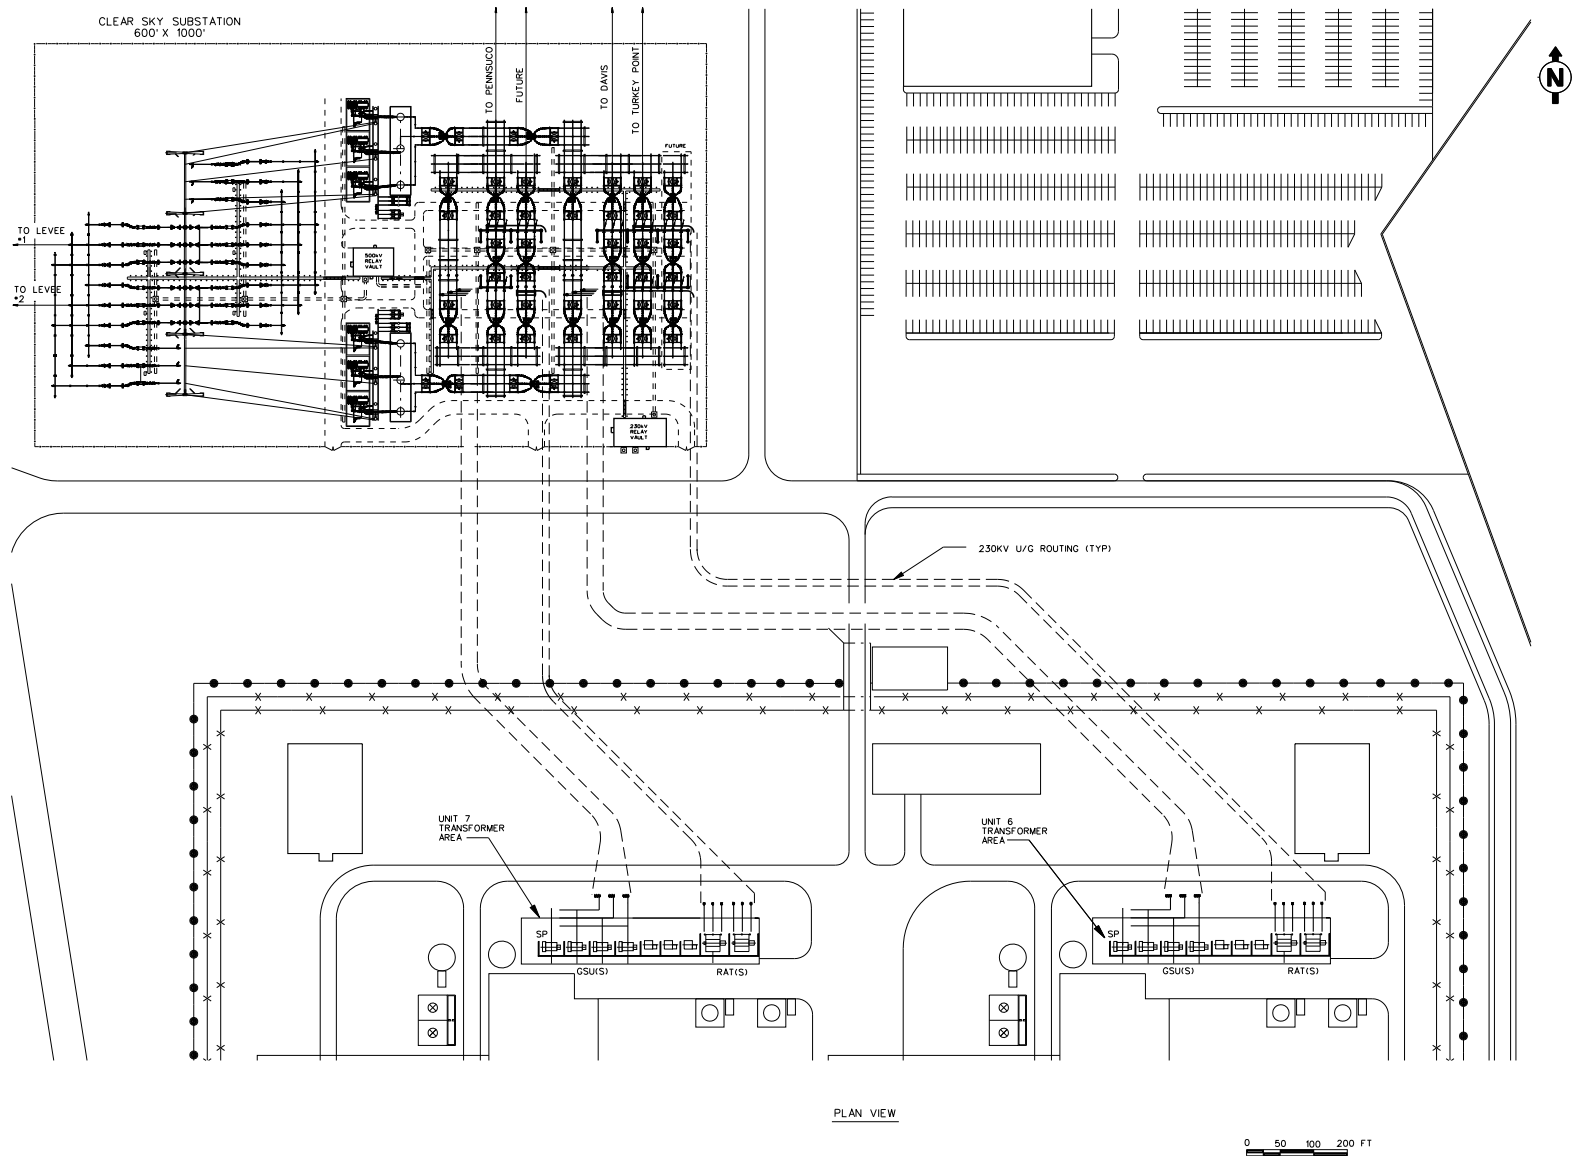 CLEAR SKY SUBSTATION
600' X 1000'
TO PENNSUCO
FUTURE
TO DAVIS
TO TURKEY POINT
N
FUTURE
TO LEVEE
#1
500kV
RELAY
VAULT
TO LEVEE
#2
230kV
RELAY
VAULT
230KV U/G ROUTING (TYP)
UNIT 7
TRANSFORMER
AREA
UNIT 6
TRANSFORMER
AREA
SP
SP
GSU(S)
RAT(S)
GSU(S)
RAT(S)
PLAN VIEW
0 50 100 200 FT